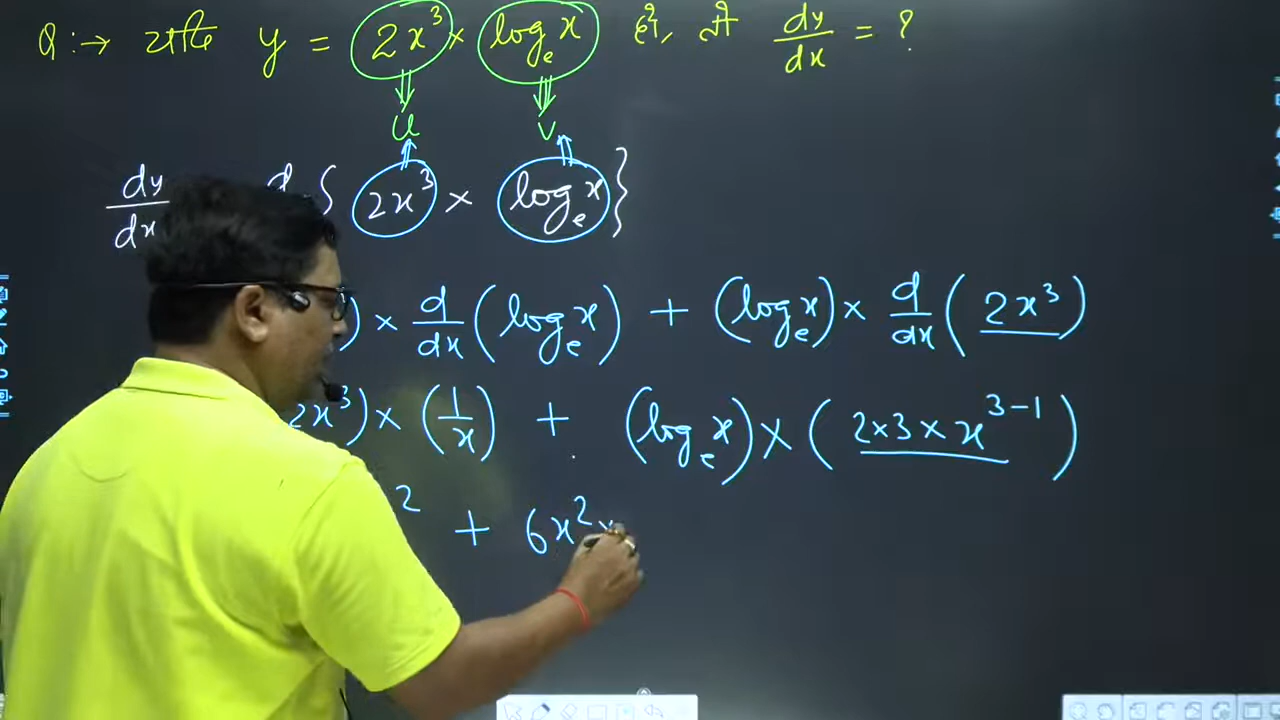 Q:→ यदि y = 2x³ × logₑx हो, तो dy/dx = ?
u v
dy/dx d { 2x³ × logₑx }
) × d/dx (logₑx) + (logₑx) × d/dx (2x³)
2x³) × (1/x) + (logₑx) × (2×3×x³⁻¹)
² + 6x²